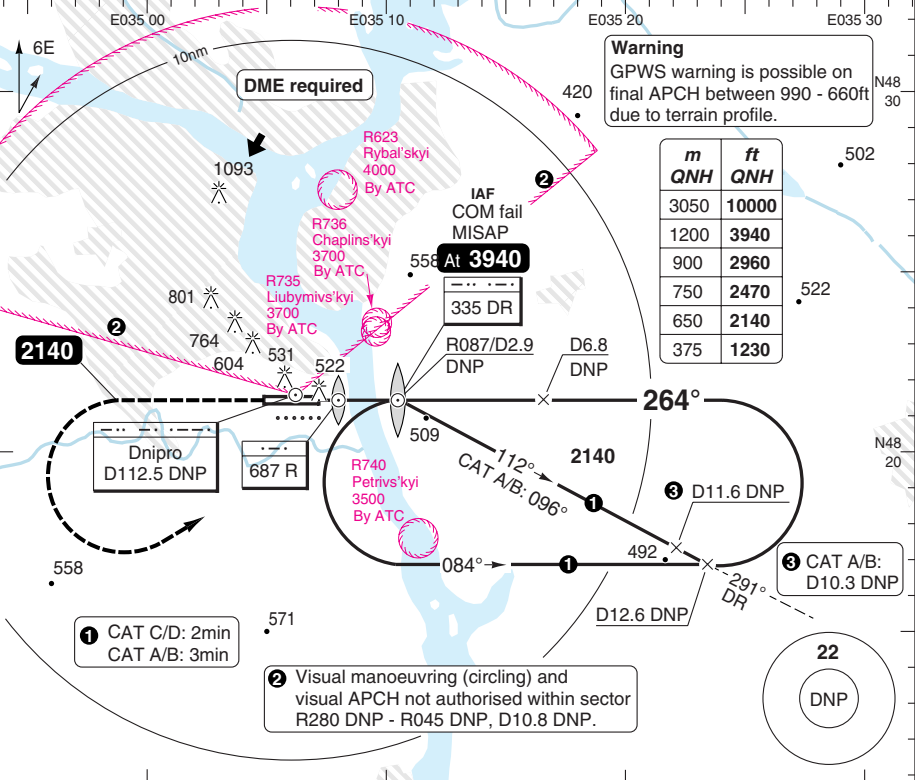 E035 00
E035 10
E035 20
E035 30
6E
10nm
DME required
Warning
GPWS warning is possible on
final APCH between 990 - 660ft
due to terrain profile.
N48
30
420
502
1093
R623
Rybal'skyi
4000
By ATC
2
m ft
QNH QNH
3050 10000
1200 3940
900 2960
750 2470
650 2140
375 1230
IAF
COM fail
MISAP
At 3940
335 DR
R736
Chaplins'kyi
3700
By ATC
558
R735
Liubymivs'kyi
3700
By ATC
801
764
604
531
522
522
2
2140
R087/D2.9
DNP
D6.8
DNP
264°
Dnipro
D112.5 DNP
687 R
509
N48
20
112°
CAT A/B: 096°
2140
1
3 D11.6 DNP
R740
Petrivs'kyi
3500
By ATC
492
084°
1
3 CAT A/B:
D10.3 DNP
291°
DR
D12.6 DNP
558
571
1 CAT C/D: 2min
CAT A/B: 3min
2 Visual manoeuvring (circling) and
visual APCH not authorised within sector
R280 DNP - R045 DNP, D10.8 DNP.
22
DNP